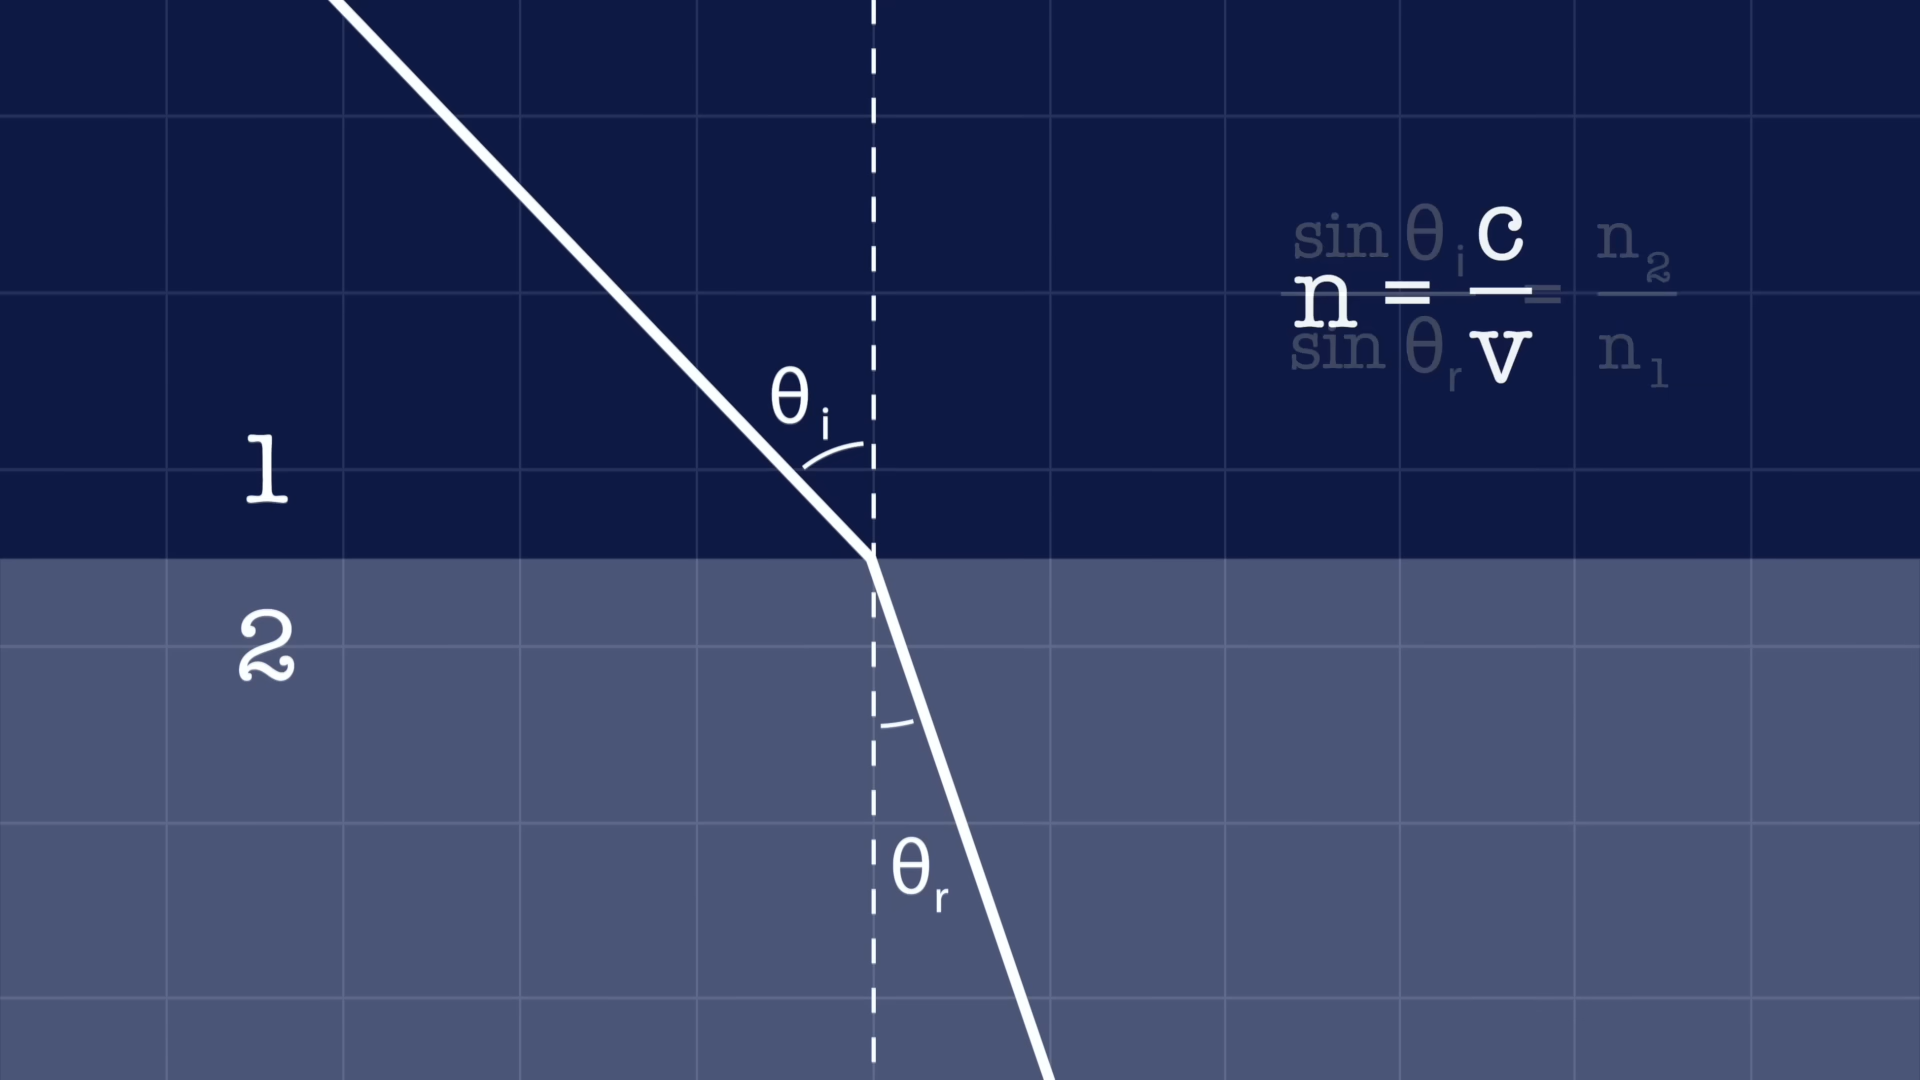 θi
1
2
θr
n = c/v
sin θi / sin θr = n2 / n1